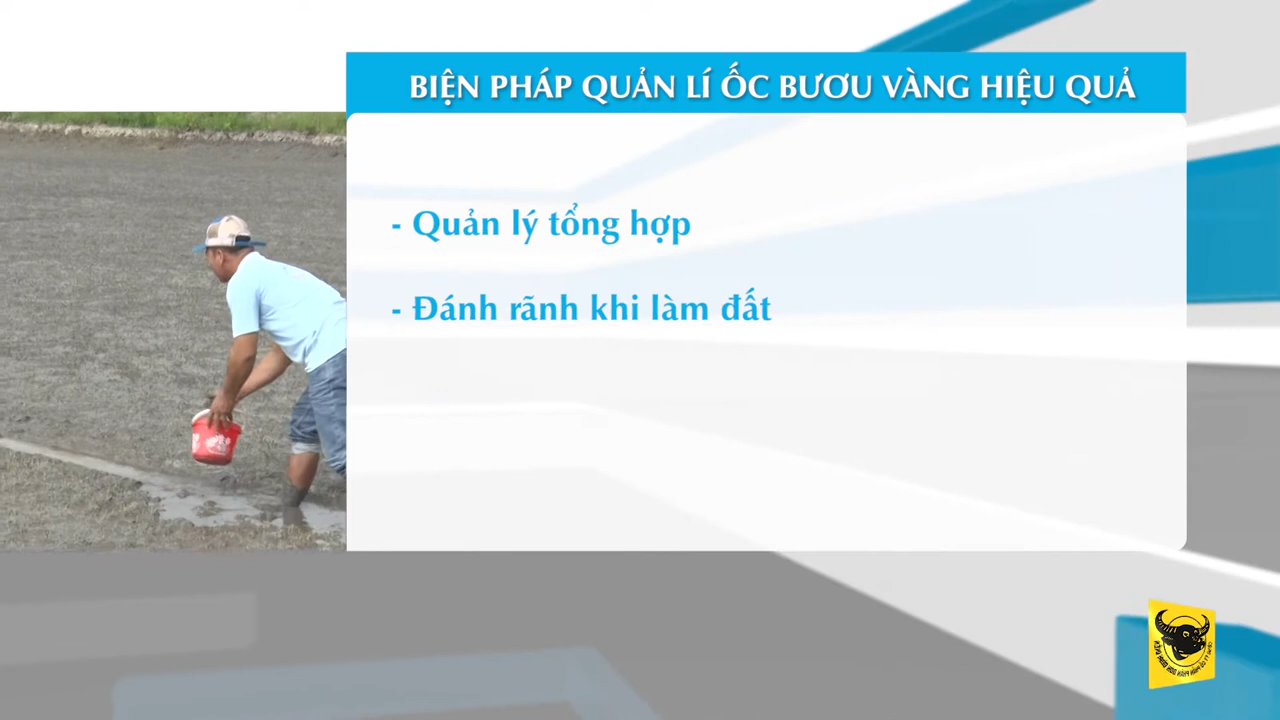 BIỆN PHÁP QUẢN LÍ ỐC BƯƠU VÀNG HIỆU QUẢ
- Quản lý tổng hợp
- Đánh rãnh khi làm đất